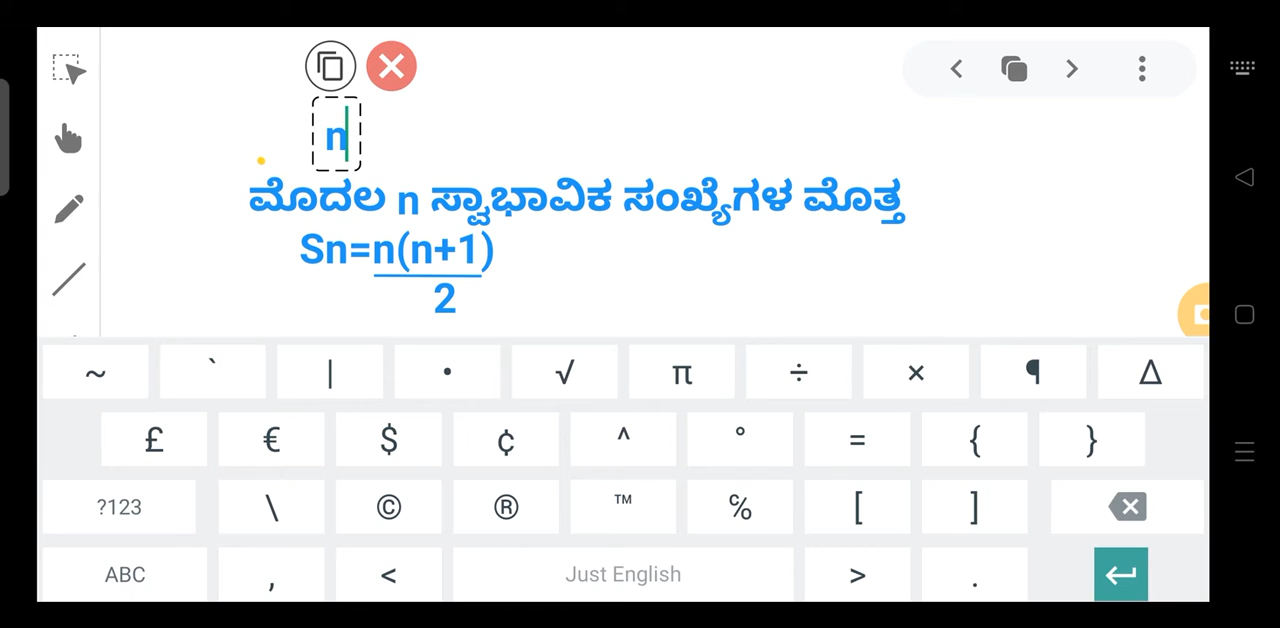 n
ಮೊದಲ n ಸ್ವಾಭಾವಿಕ ಸಂಖ್ಯೆಗಳ ಮೊತ್ತ
Sn=n(n+1)
2
~ ` | • √ π ÷ × ¶ Δ
£ € $ ¢ ^ ° = { }
?123 \ © ® ™ ℅ [ ]
ABC , < Just English > .